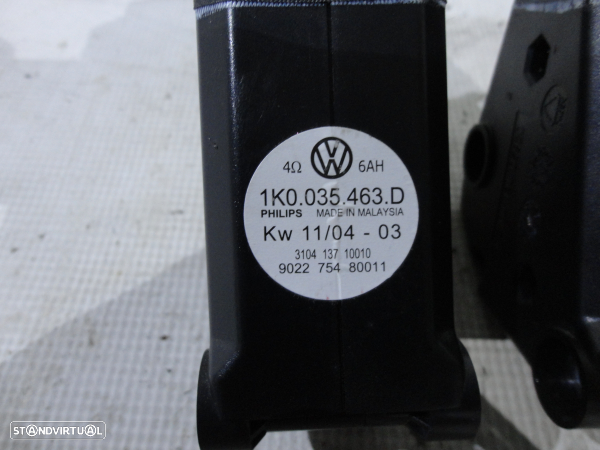 4Ω 6AH
1K0.035.463.D
PHILIPS MADE IN MALAYSIA
Kw 11/04 - 03
3104 137 10010
9022 754 80011
STANDVIRTUAL